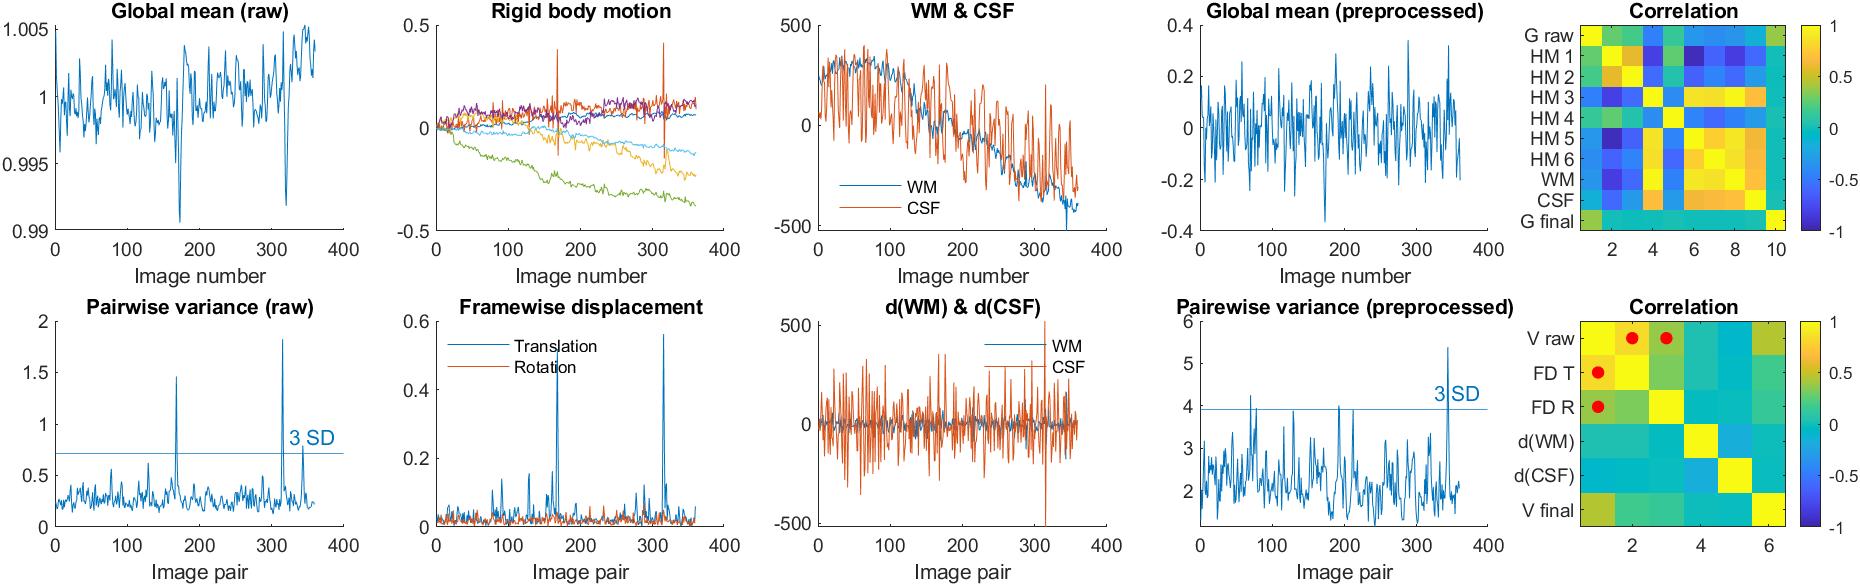 Global mean (raw)
1.005
1
0.995
0.99
0 100 200 300 400
Image number
Rigid body motion
0.5
0
-0.5
0 100 200 300 400
Image number
WM & CSF
500
0
-500
WM
CSF
0 100 200 300 400
Image number
Global mean (preprocessed)
0.4
0.2
0
-0.2
-0.4
0 100 200 300 400
Image number
Correlation
G raw
HM 1
HM 2
HM 3
HM 4
HM 5
HM 6
WM
CSF
G final
2 4 6 8 10
1
0.5
0
-0.5
-1
Pairwise variance (raw)
2
1.5
1
0.5
0
3 SD
0 100 200 300 400
Image pair
Framewise displacement
0.6
0.4
0.2
0
Translation
Rotation
0 100 200 300 400
Image pair
d(WM) & d(CSF)
500
0
-500
WM
CSF
0 100 200 300 400
Image pair
Pairewise variance (preprocessed)
6
5
4
3
2
3 SD
0 100 200 300 400
Image pair
Correlation
V raw
FD T
FD R
d(WM)
d(CSF)
V final
2 4 6
1
0.5
0
-0.5
-1